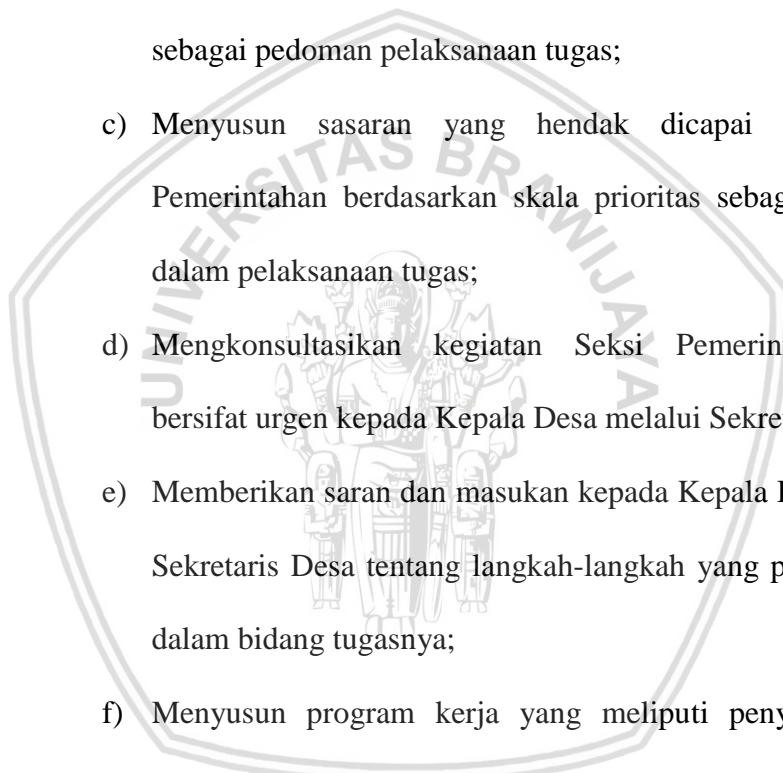 sebagai pedoman pelaksanaan tugas;
c) Menyusun sasaran yang hendak dicapai
Pemerintahan berdasarkan skala prioritas sebag
dalam pelaksanaan tugas;
d) Mengkonsultasikan kegiatan Seksi Pemerin
bersifat urgen kepada Kepala Desa melalui Sekre
e) Memberikan saran dan masukan kepada Kepala
Sekretaris Desa tentang langkah-langkah yang p
dalam bidang tugasnya;
f) Menyusun program kerja yang meliputi peny
UNIVERSITAS BRAWIJAYA